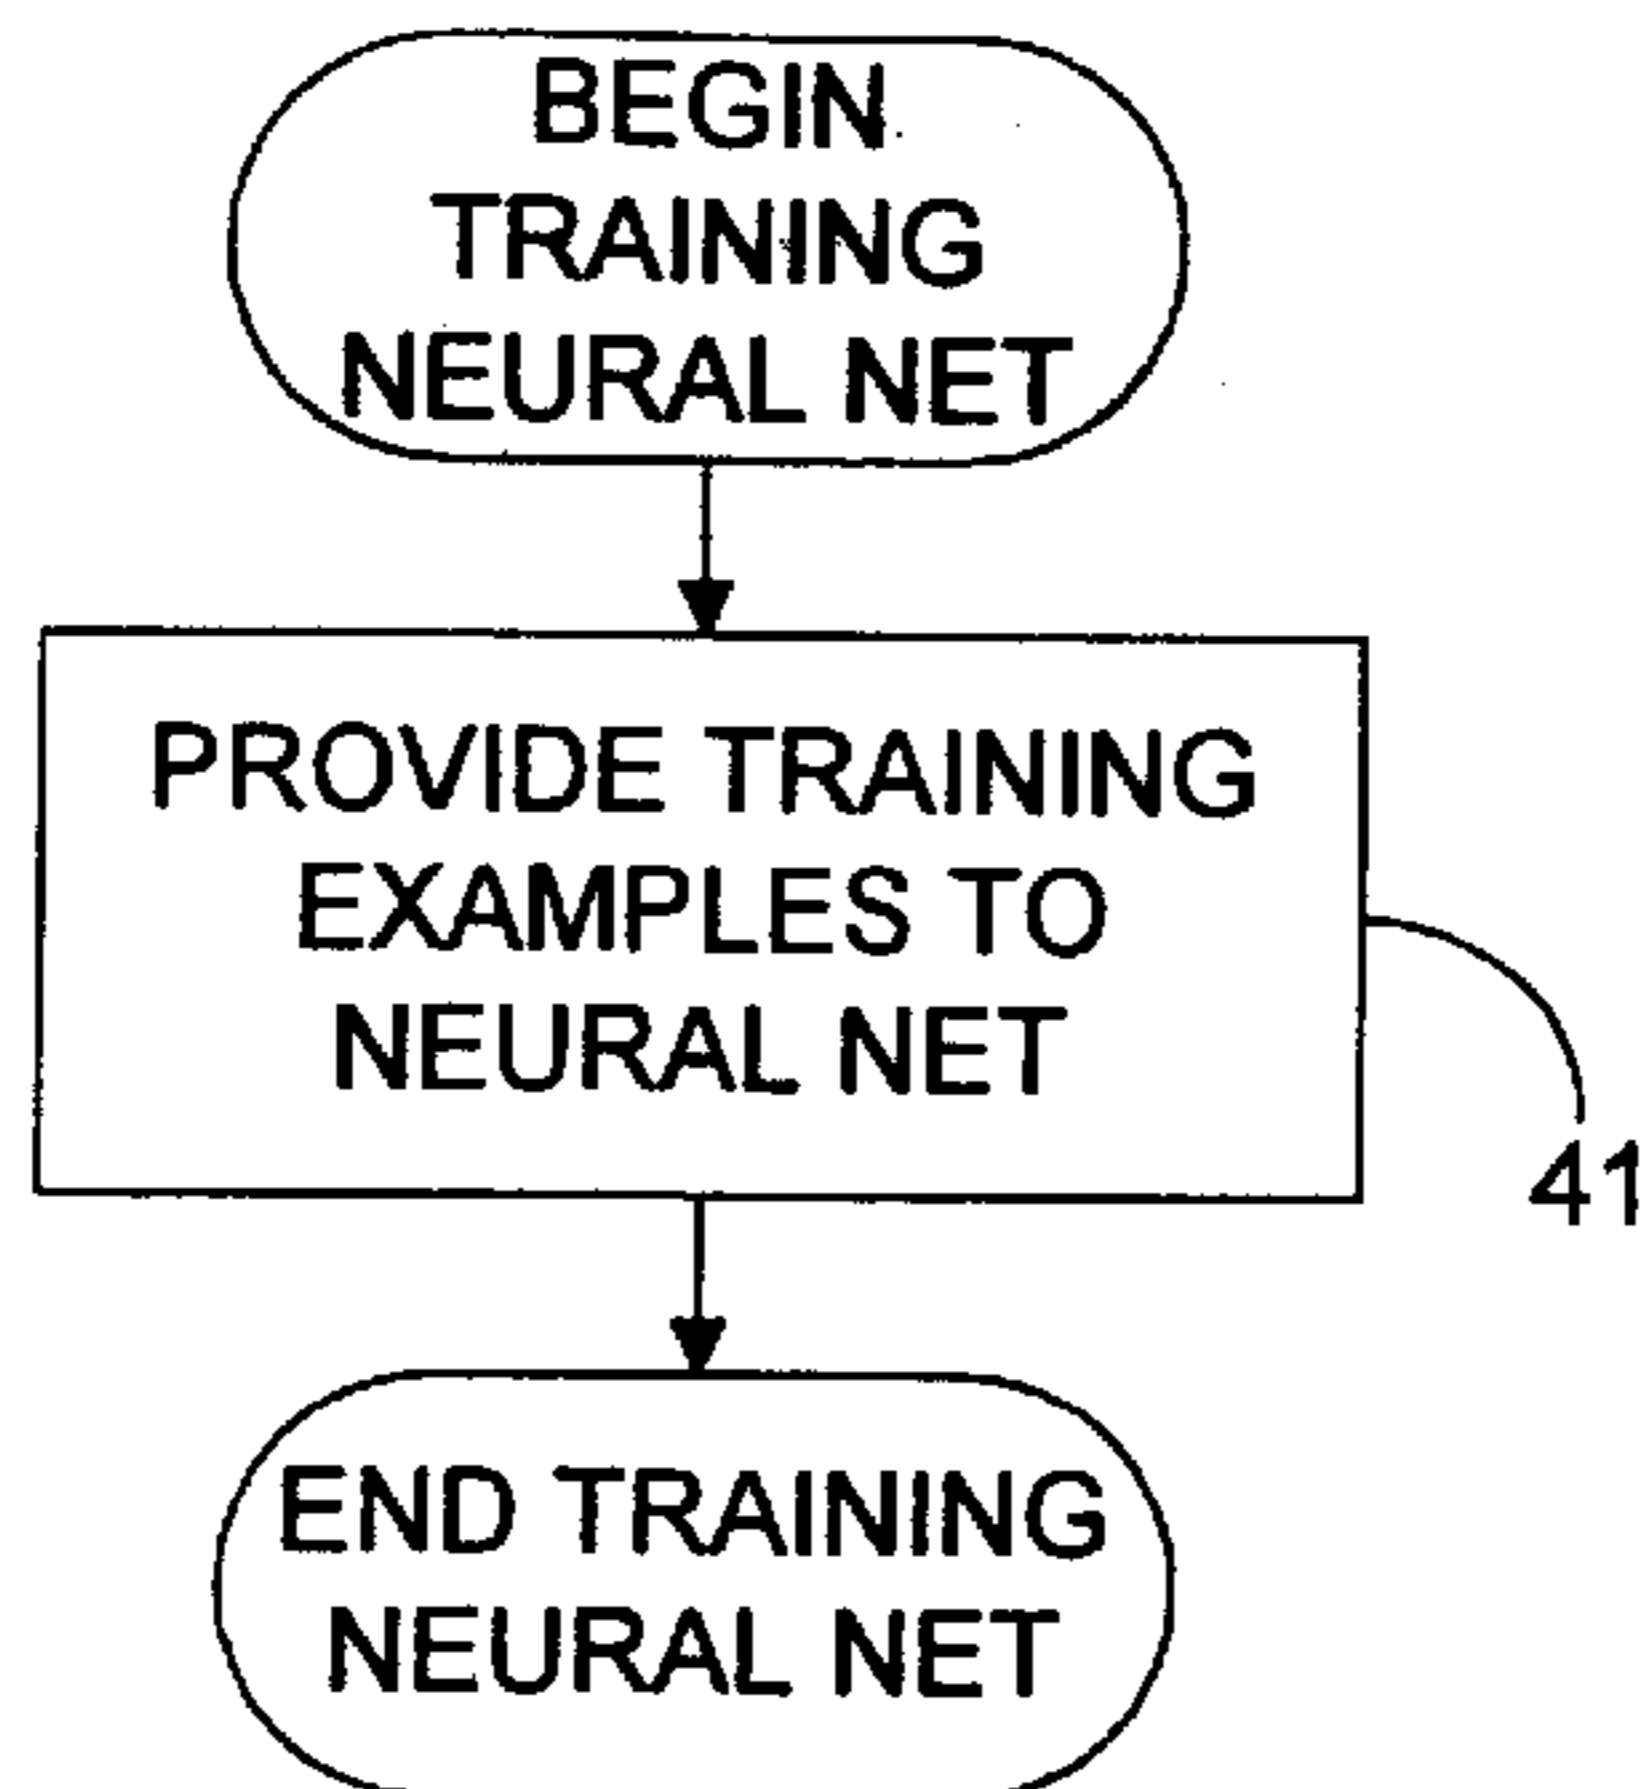 BEGIN
TRAINING
NEURAL NET
PROVIDE TRAINING
EXAMPLES TO
NEURAL NET
41
END TRAINING
NEURAL NET